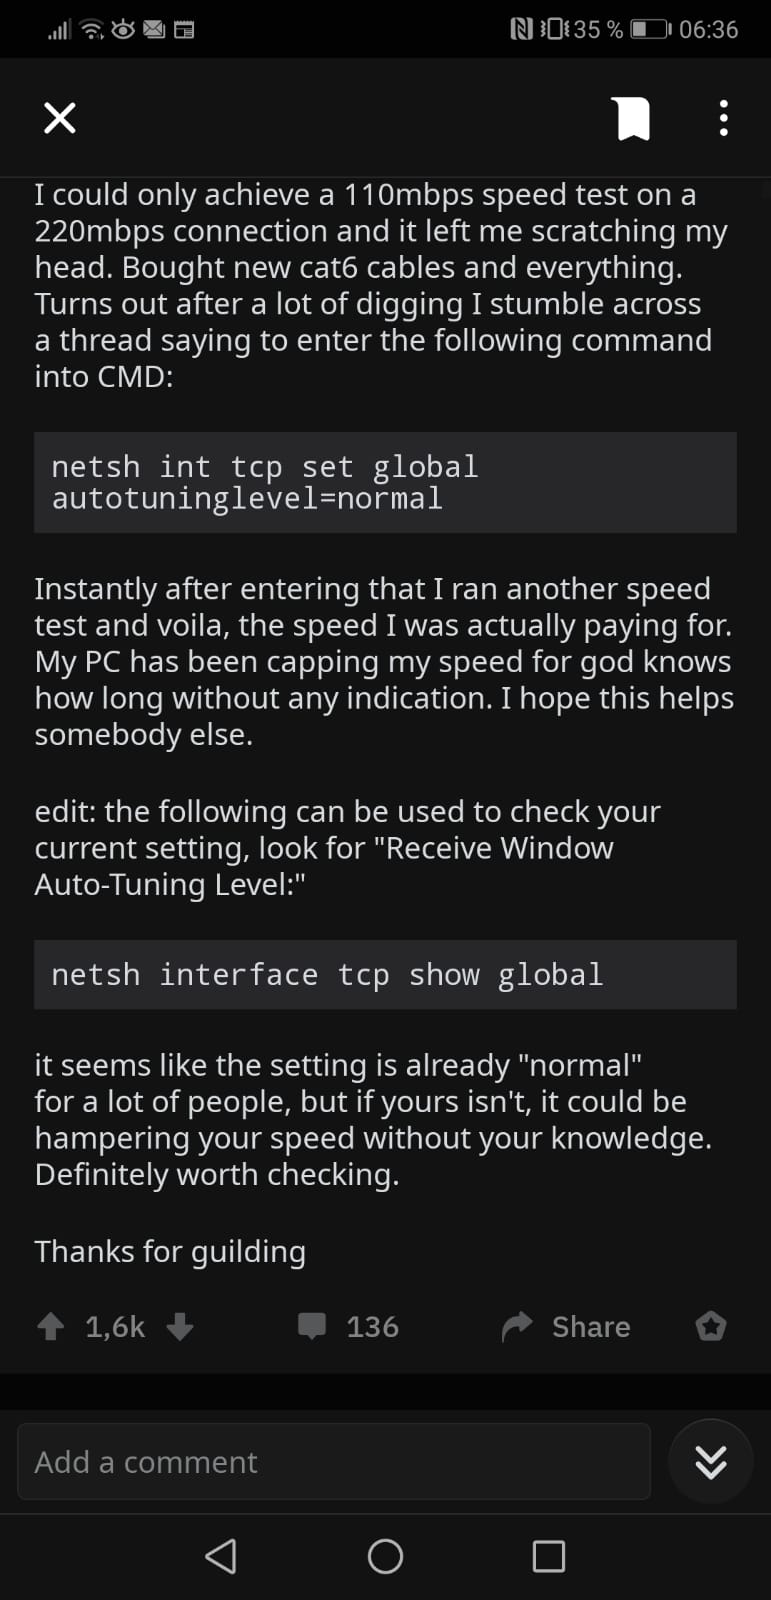 35 % 06:36
I could only achieve a 110mbps speed test on a
220mbps connection and it left me scratching my
head. Bought new cat6 cables and everything.
Turns out after a lot of digging I stumble across
a thread saying to enter the following command
into CMD:
netsh int tcp set global
autotuninglevel=normal
Instantly after entering that I ran another speed
test and voila, the speed I was actually paying for.
My PC has been capping my speed for god knows
how long without any indication. I hope this helps
somebody else.
edit: the following can be used to check your
current setting, look for "Receive Window
Auto-Tuning Level:"
netsh interface tcp show global
it seems like the setting is already "normal"
for a lot of people, but if yours isn't, it could be
hampering your speed without your knowledge.
Definitely worth checking.
Thanks for guilding
1,6k 136 Share
Add a comment